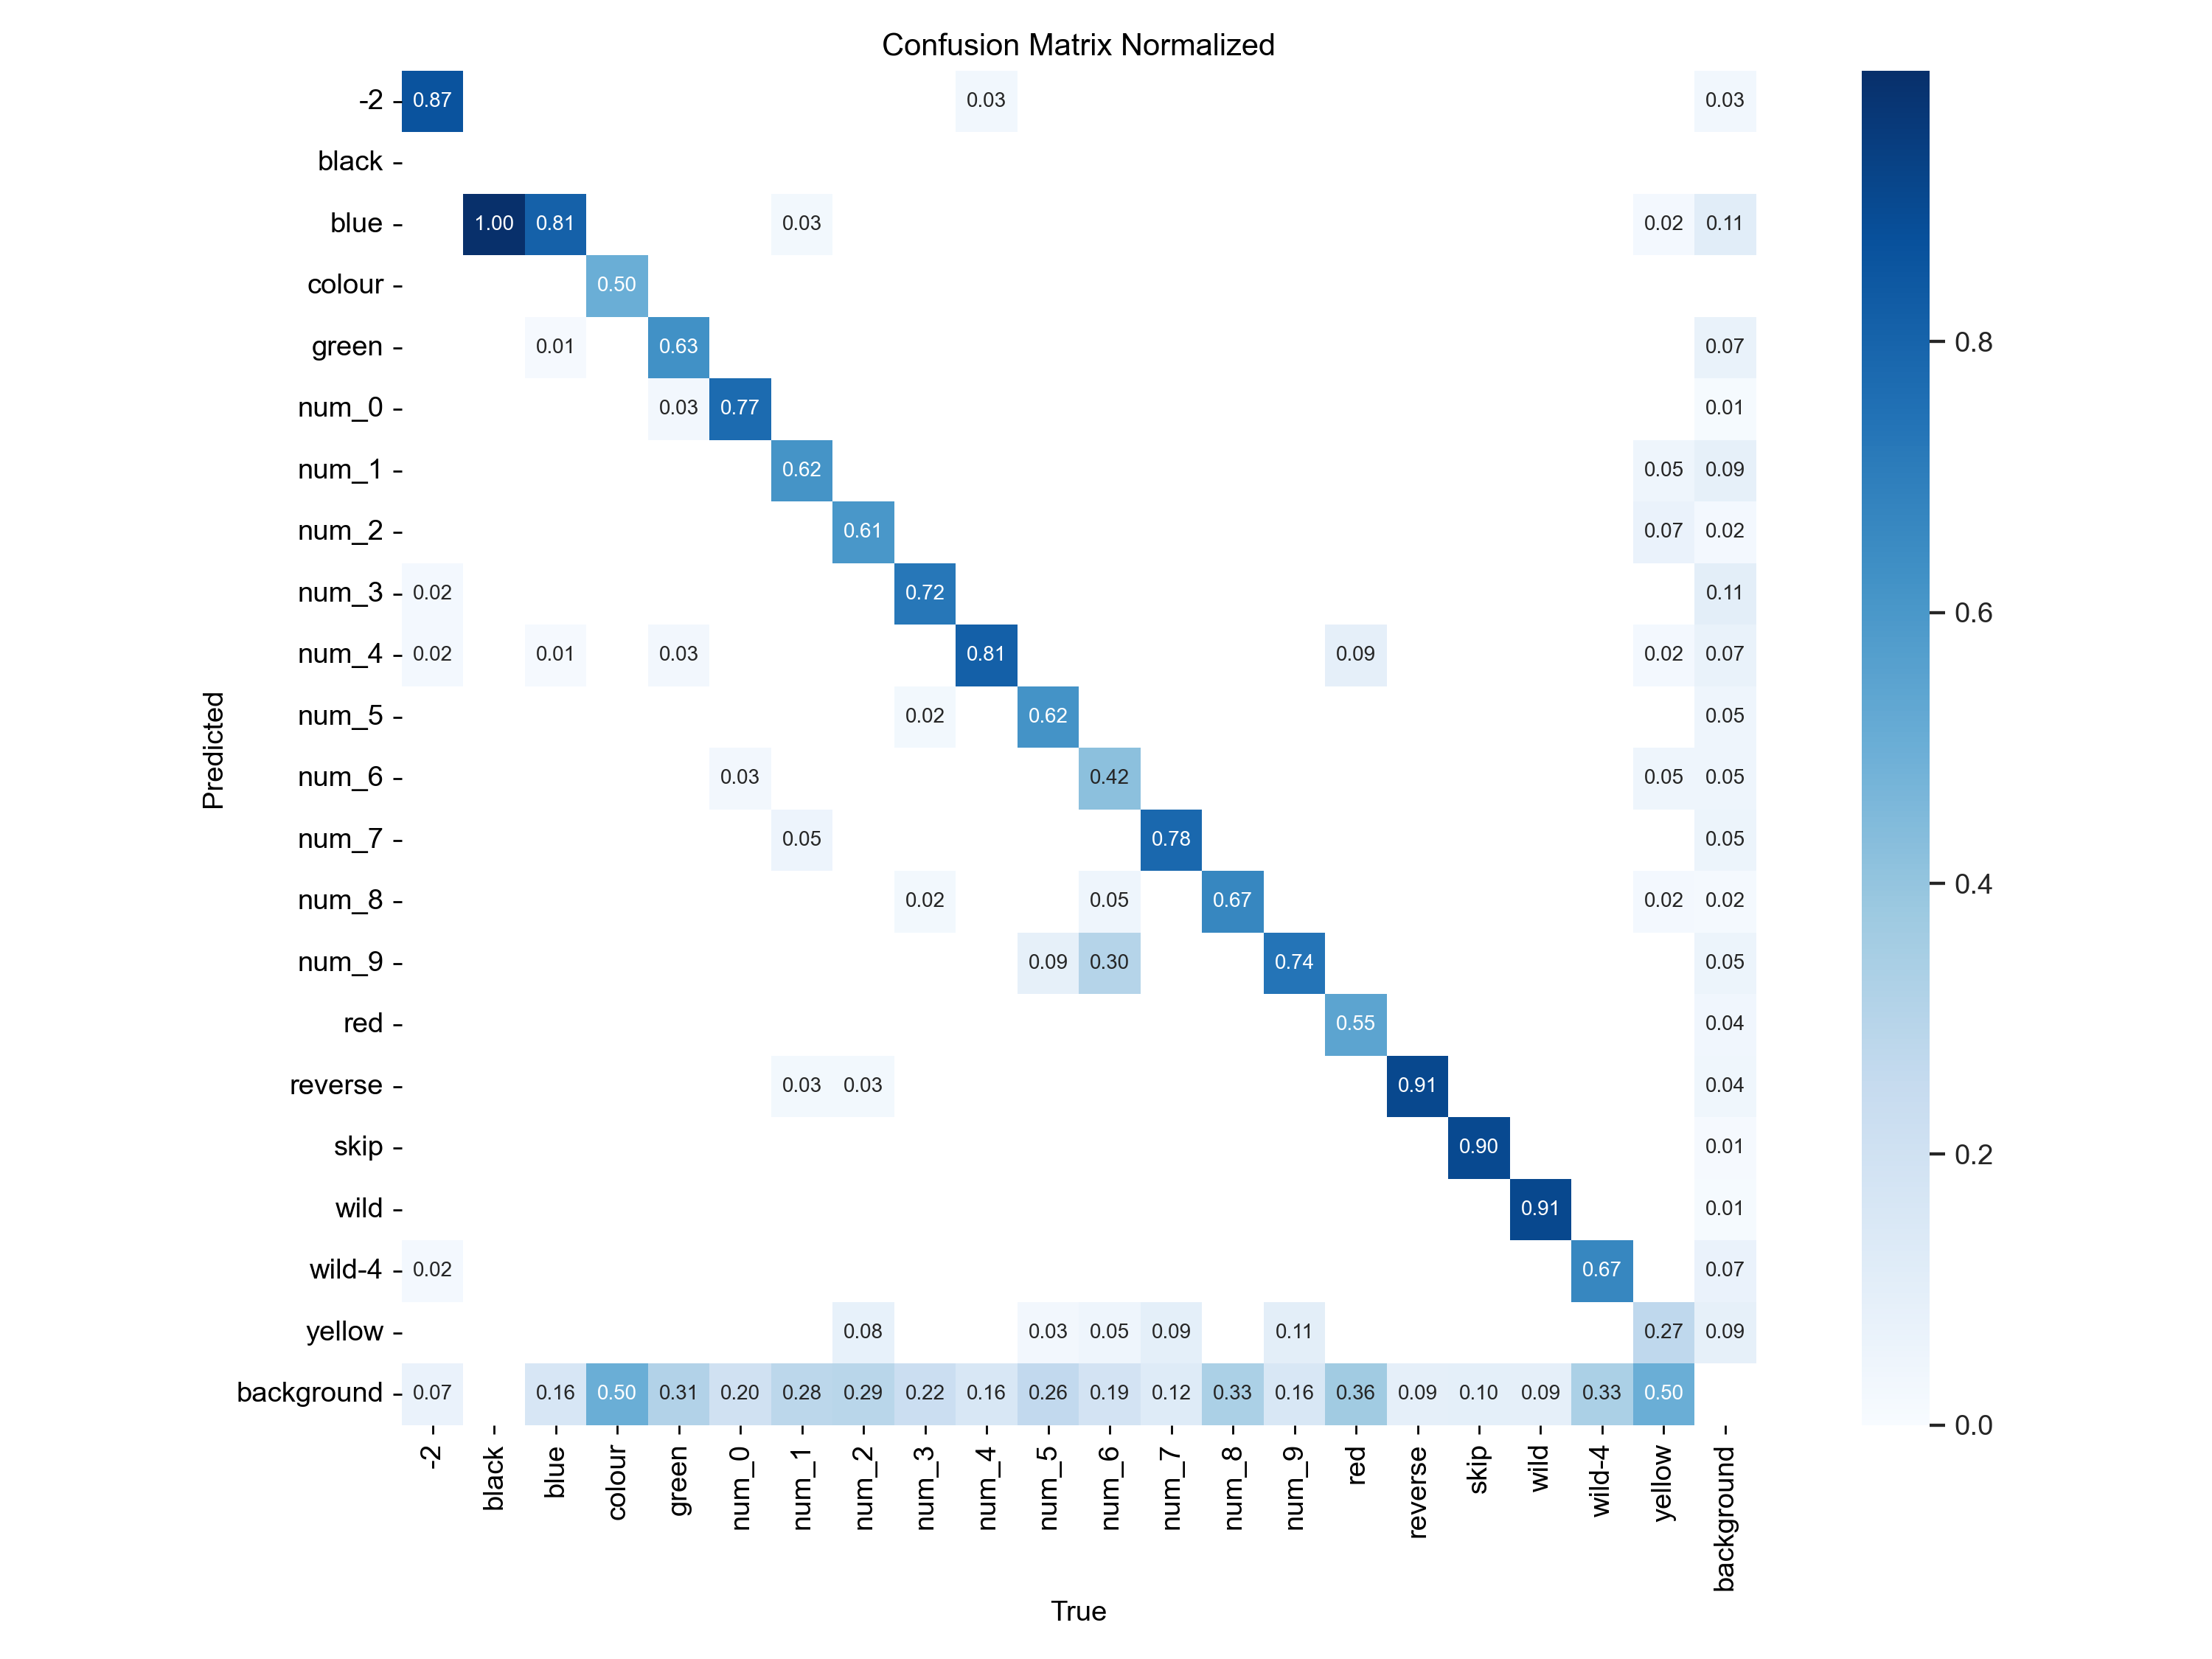 Confusion Matrix Normalized
-2 0.87 0.03 0.03
black
blue 1.00 0.81 0.03 0.02 0.11
colour 0.50
green 0.01 0.63 0.07
num_0 0.03 0.77 0.01
num_1 0.62 0.05 0.09
num_2 0.61 0.07 0.02
num_3 0.02 0.72 0.11
num_4 0.02 0.01 0.03 0.81 0.09 0.02 0.07
num_5 0.02 0.62 0.05
num_6 0.03 0.42 0.05 0.05
num_7 0.05 0.78 0.05
num_8 0.02 0.05 0.67 0.02 0.02
num_9 0.09 0.30 0.74 0.05
red 0.55 0.04
reverse 0.03 0.03 0.91 0.04
skip 0.90 0.01
wild 0.91 0.01
wild-4 0.02 0.67 0.07
yellow 0.08 0.03 0.05 0.09 0.11 0.27 0.09
background 0.07 0.16 0.50 0.31 0.20 0.28 0.29 0.22 0.16 0.26 0.19 0.12 0.33 0.16 0.36 0.09 0.10 0.09 0.33 0.50
-2 black blue colour green num_0 num_1 num_2 num_3 num_4 num_5 num_6 num_7 num_8 num_9 red reverse skip wild wild-4 yellow background
True
Predicted
0.8
0.6
0.4
0.2
0.0